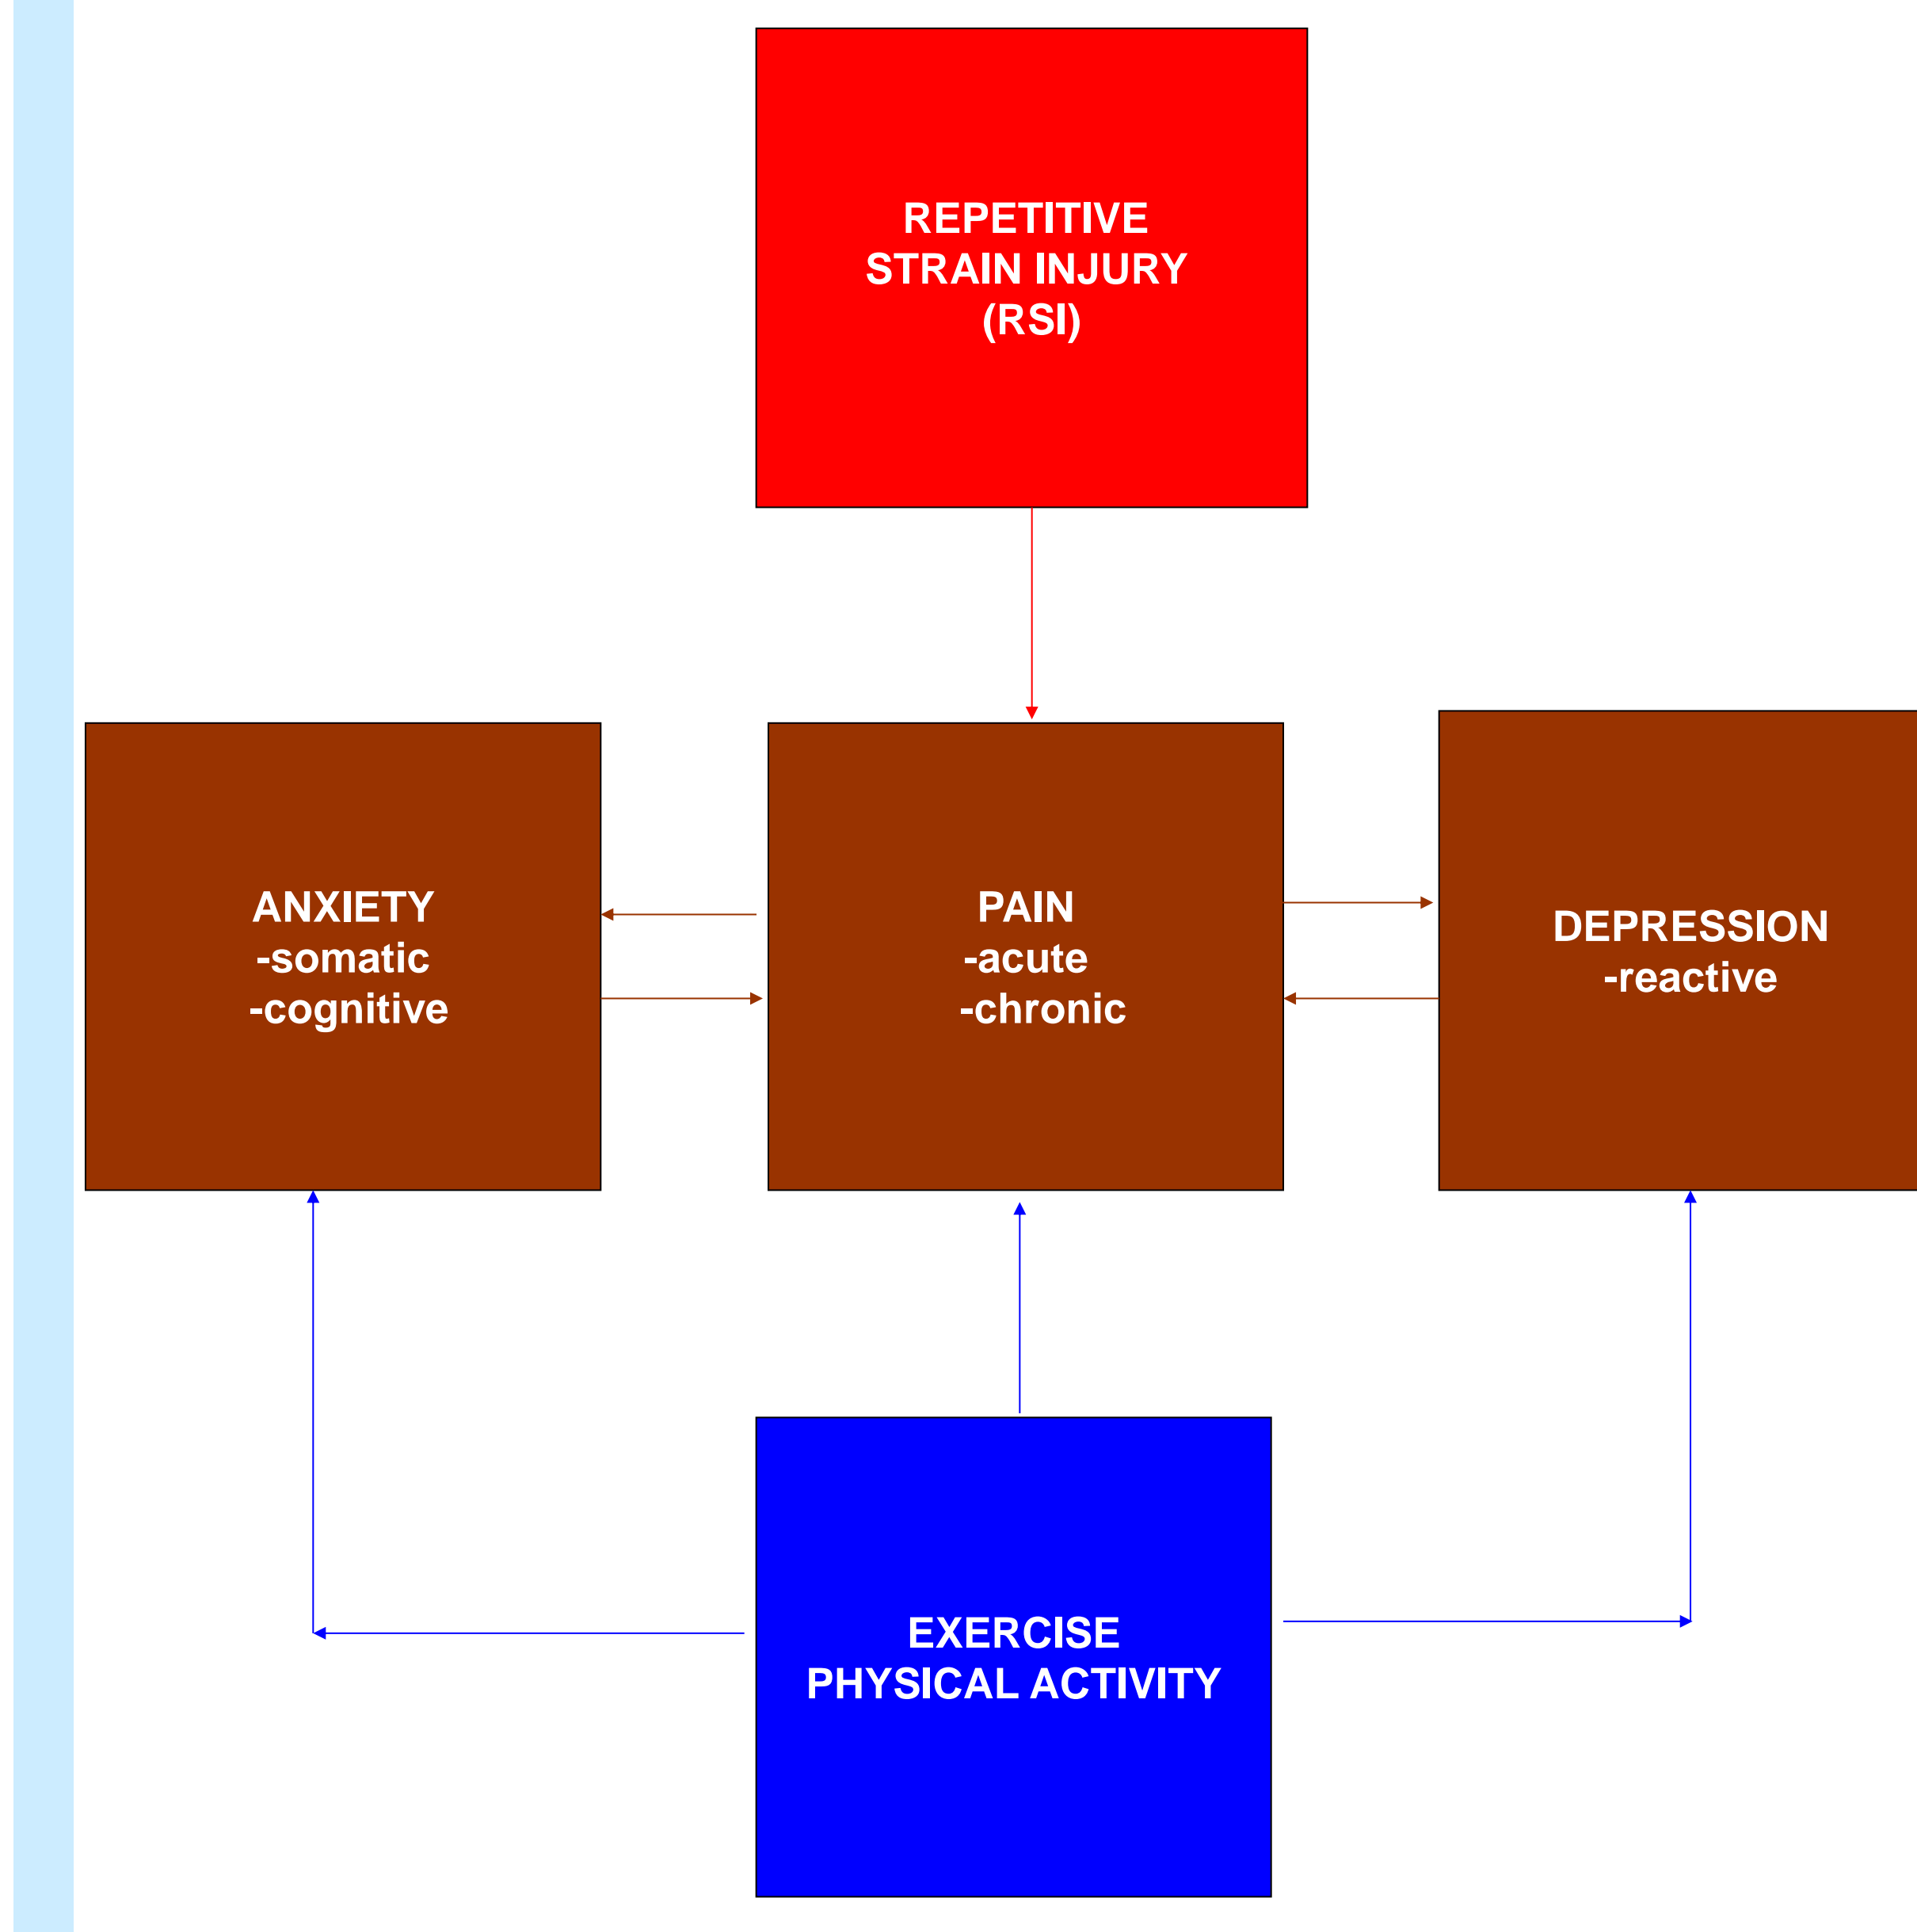 REPETITIVE
STRAIN INJURY
(RSI)
ANXIETY
-somatic
-cognitive
PAIN
-acute
-chronic
DEPRESSION
-reactive
EXERCISE
PHYSICAL ACTIVITY